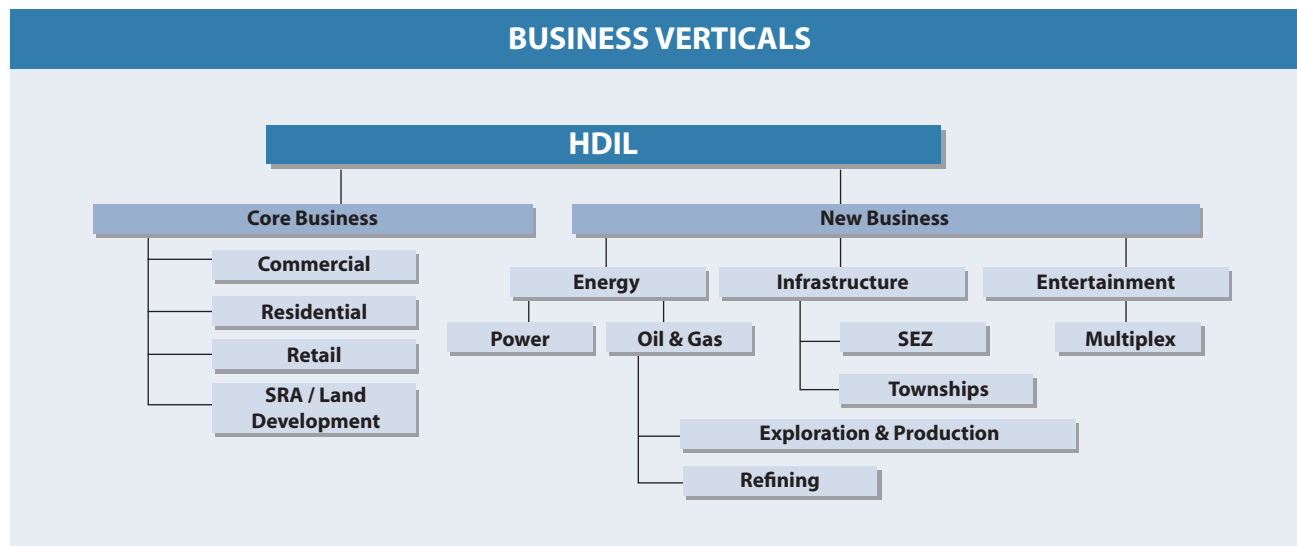 BUSINESS VERTICALS
HDIL
Core Business
Commercial
Residential
Retail
SRA / Land
Development
New Business
Energy
Infrastructure
Entertainment
Power
Oil & Gas
SEZ
Multiplex
Townships
Exploration & Production
Refining